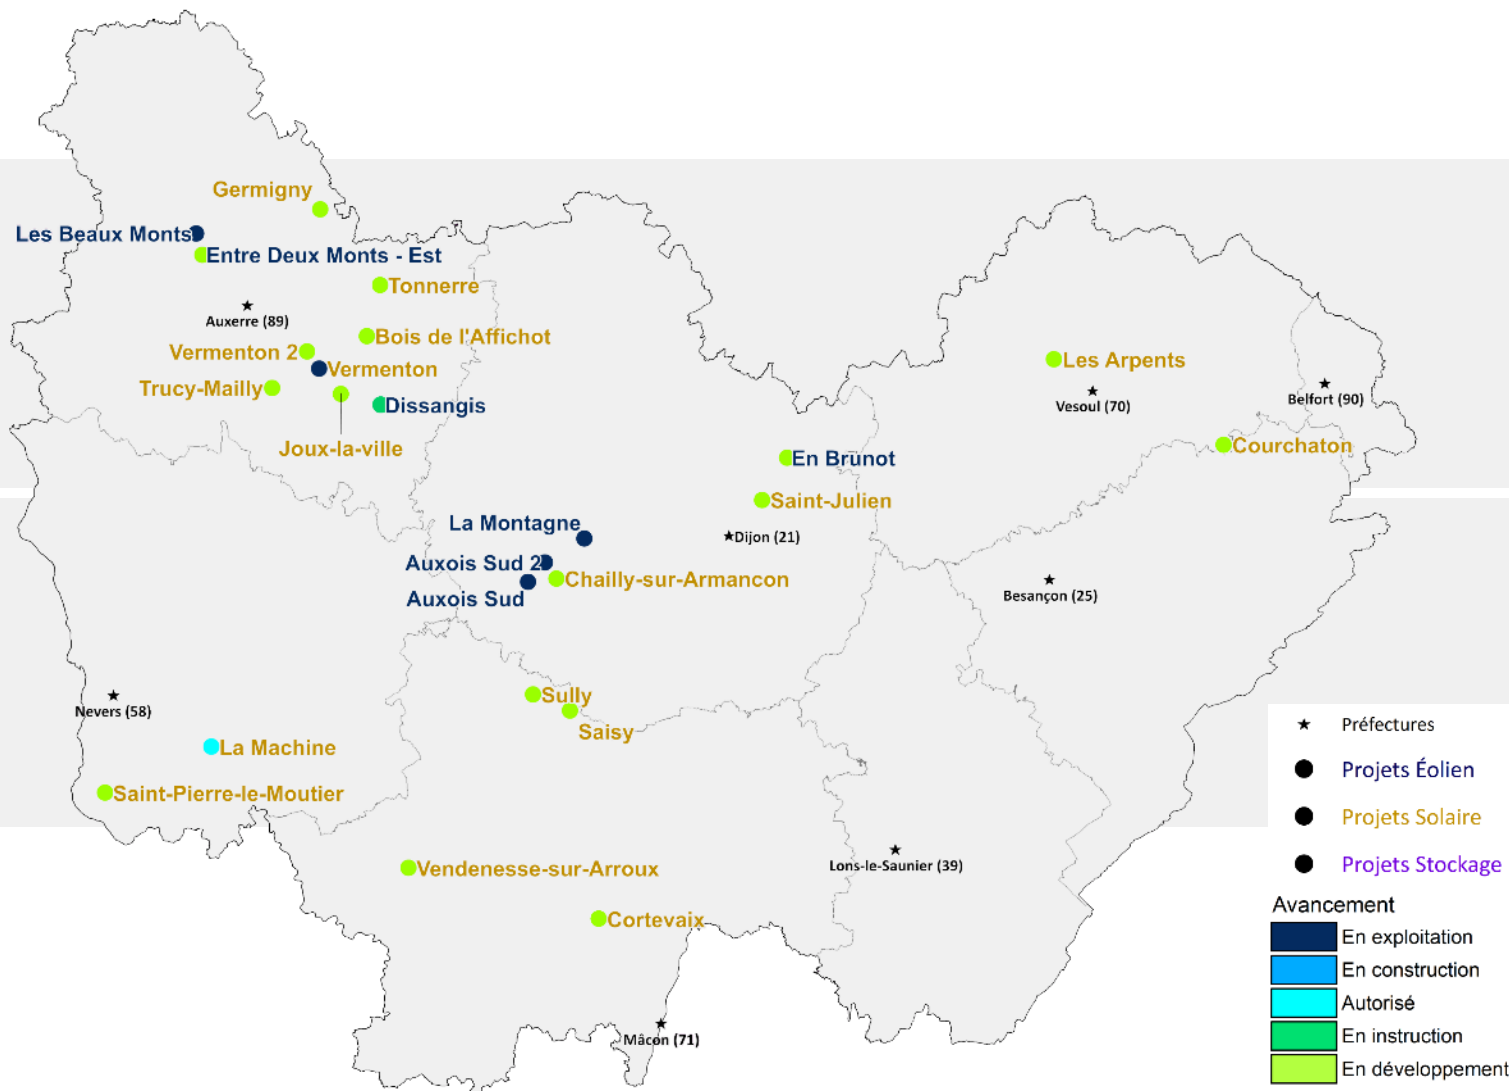 Germigny
Les Beaux Monts
Entre Deux Monts - Est
Tonnerre
Auxerre (89)
Bois de l'Affichot
Vermenton 2
Vermenton
Trucy-Mailly
Dissangis
Joux-la-ville
Les Arpents
Vesoul (70)
Belfort (90)
Courchaton
En Brunot
Saint-Julien
La Montagne
Dijon (21)
Auxois Sud 2
Chailly-sur-Armancon
Auxois Sud
Besançon (25)
Sully
Saisy
Nevers (58)
La Machine
Saint-Pierre-le-Moutier
Vendenesse-sur-Arroux
Lons-le-Saunier (39)
Cortevaix
Mâcon (71)
Préfectures
Projets Éolien
Projets Solaire
Projets Stockage
Avancement
En exploitation
En construction
Autorisé
En instruction
En développement